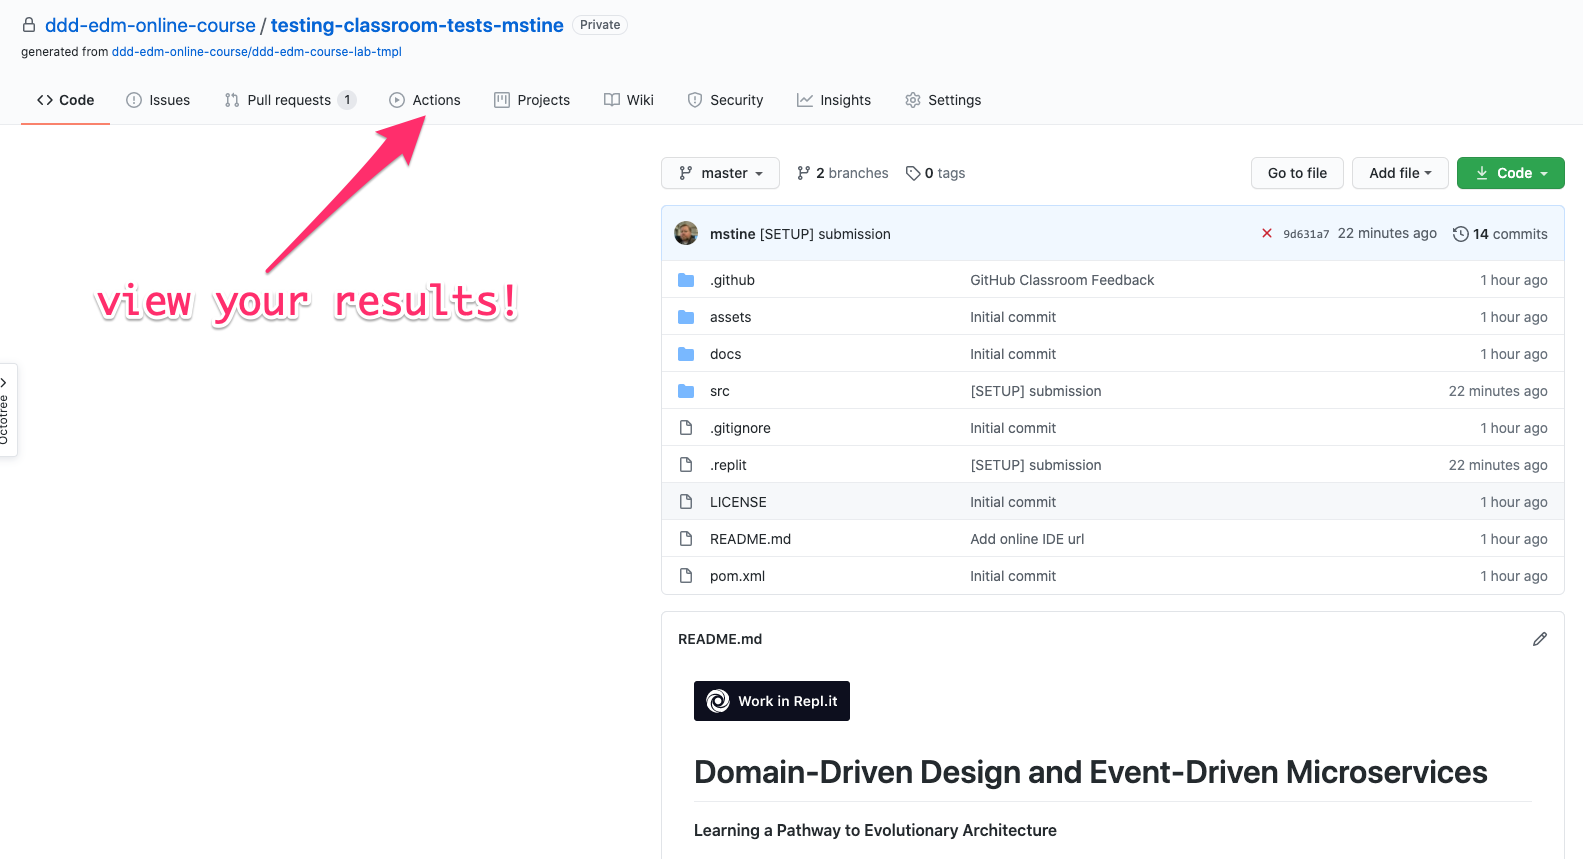 ddd-edm-online-course / testing-classroom-tests-mstine Private
generated from ddd-edm-online-course/ddd-edm-course-lab-tmpl
Code Issues Pull requests 1 Actions Projects Wiki Security Insights Settings
view your results!
Octotree
master 2 branches 0 tags Go to file Add file Code
mstine [SETUP] submission 9d631a7 22 minutes ago 14 commits
.github GitHub Classroom Feedback 1 hour ago
assets Initial commit 1 hour ago
docs Initial commit 1 hour ago
src [SETUP] submission 22 minutes ago
.gitignore Initial commit 1 hour ago
.replit [SETUP] submission 22 minutes ago
LICENSE Initial commit 1 hour ago
README.md Add online IDE url 1 hour ago
pom.xml Initial commit 1 hour ago
README.md
Work in Repl.it
Domain-Driven Design and Event-Driven Microservices
Learning a Pathway to Evolutionary Architecture